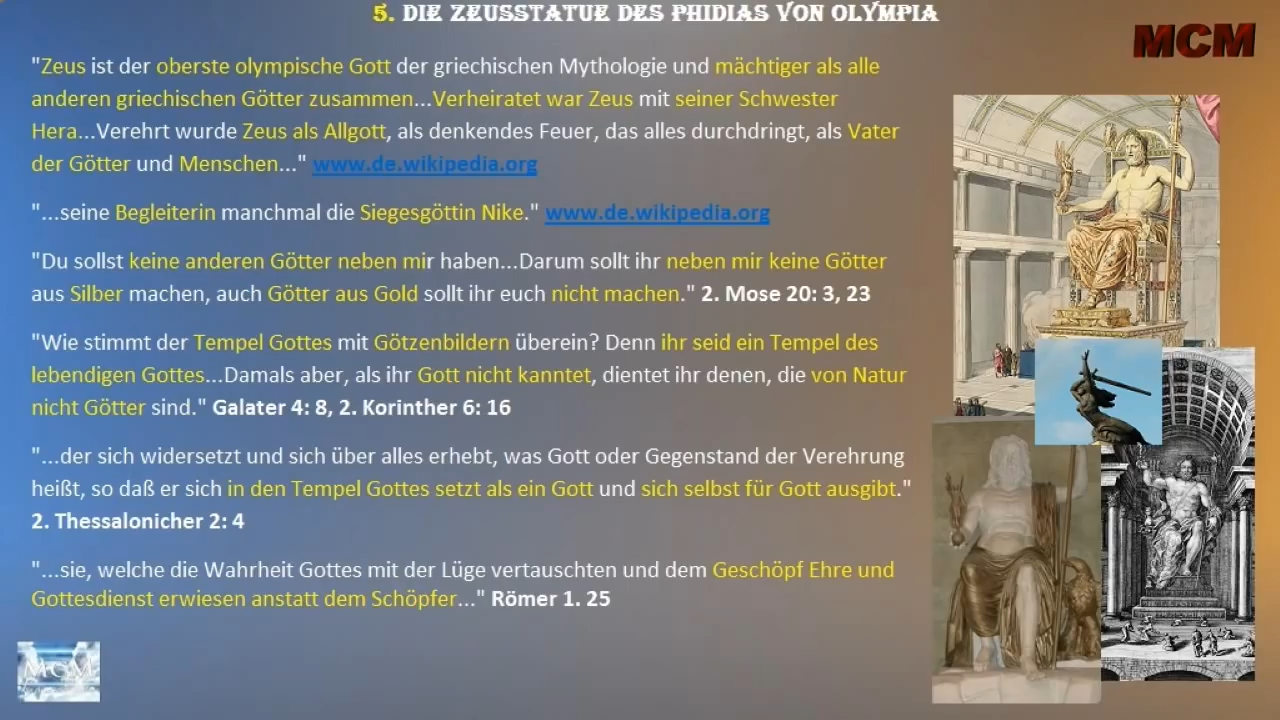 5. DIE ZEUSSTATUE DES PHIDIAS VON OLYMPIA
MCM
"Zeus ist der oberste olympische Gott der griechischen Mythologie und mächtiger als alle
anderen griechischen Götter zusammen...Verheiratet war Zeus mit seiner Schwester
Hera...Verehrt wurde Zeus als Allgott, als denkendes Feuer, das alles durchdringt, als Vater
der Götter und Menschen..." www.de.wikipedia.org
"...seine Begleiterin manchmal die Siegesgöttin Nike." www.de.wikipedia.org
"Du sollst keine anderen Götter neben mir haben...Darum sollt ihr neben mir keine Götter
aus Silber machen, auch Götter aus Gold sollt ihr euch nicht machen." 2. Mose 20: 3, 23
"Wie stimmt der Tempel Gottes mit Götzenbildern überein? Denn ihr seid ein Tempel des
lebendigen Gottes...Damals aber, als ihr Gott nicht kanntet, dientet ihr denen, die von Natur
nicht Götter sind." Galater 4: 8, 2. Korinther 6: 16
"...der sich widersetzt und sich über alles erhebt, was Gott oder Gegenstand der Verehrung
heißt, so daß er sich in den Tempel Gottes setzt als ein Gott und sich selbst für Gott ausgibt."
2. Thessalonicher 2: 4
"...sie, welche die Wahrheit Gottes mit der Lüge vertauschten und dem Geschöpf Ehre und
Gottesdienst erwiesen anstatt dem Schöpfer..." Römer 1. 25
MCM